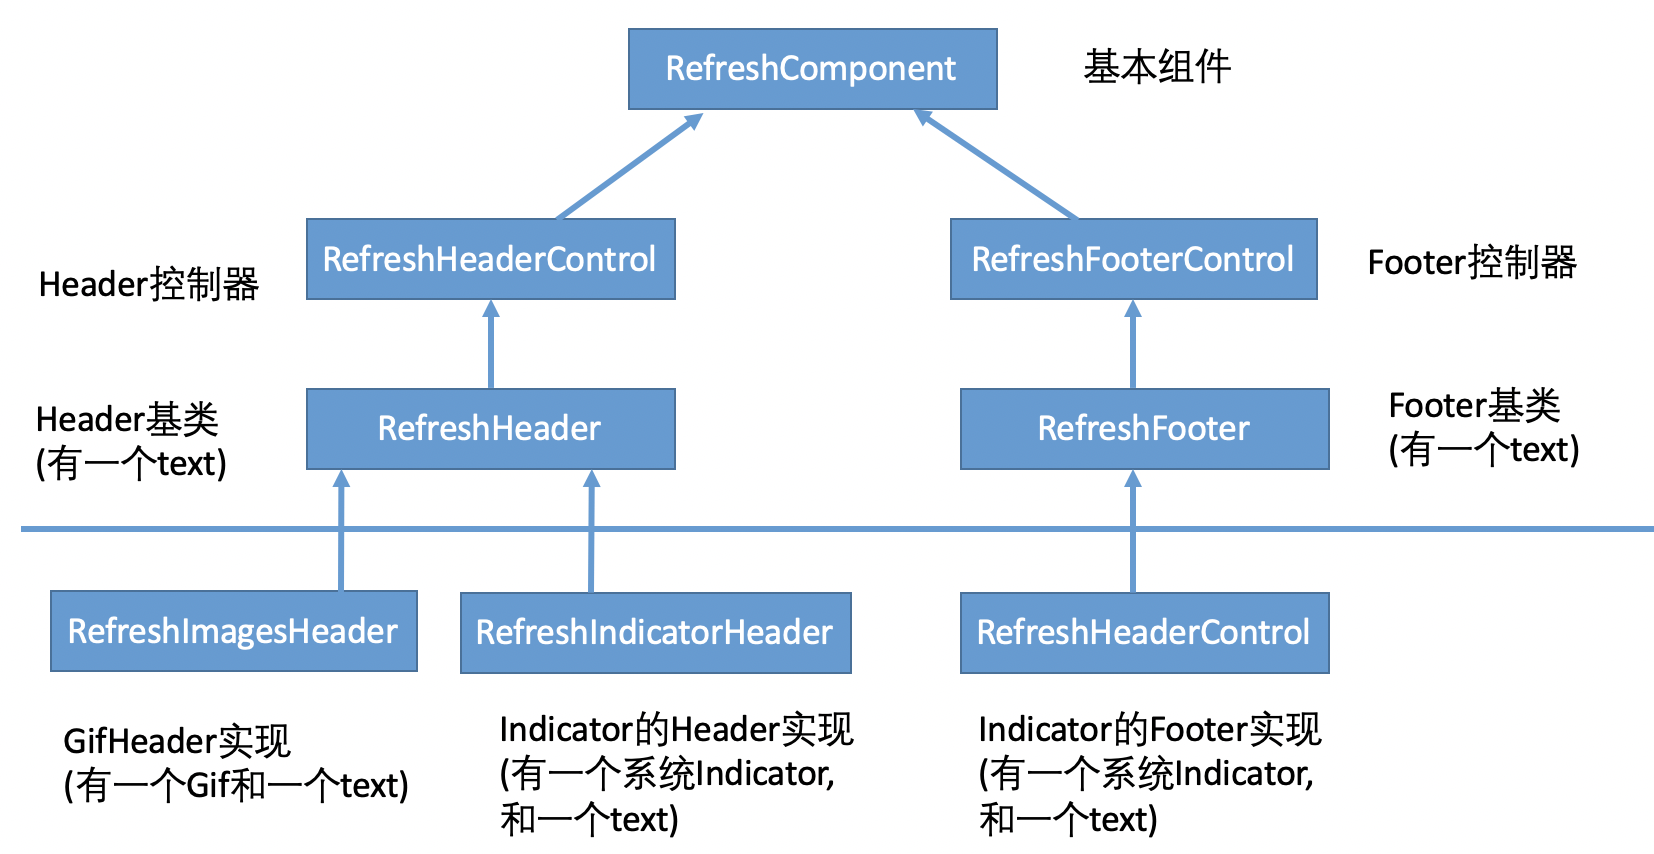 RefreshComponent
基本组件
RefreshHeaderControl
RefreshFooterControl
Header控制器
Footer控制器
Header基类
(有一个text)
RefreshHeader
RefreshFooter
Footer基类
(有一个text)
RefreshImagesHeader
RefreshIndicatorHeader
RefreshHeaderControl
GifHeader实现
(有一个Gif和一个text)
Indicator的Header实现
(有一个系统Indicator,
和一个text)
Indicator的Footer实现
(有一个系统Indicator,
和一个text)